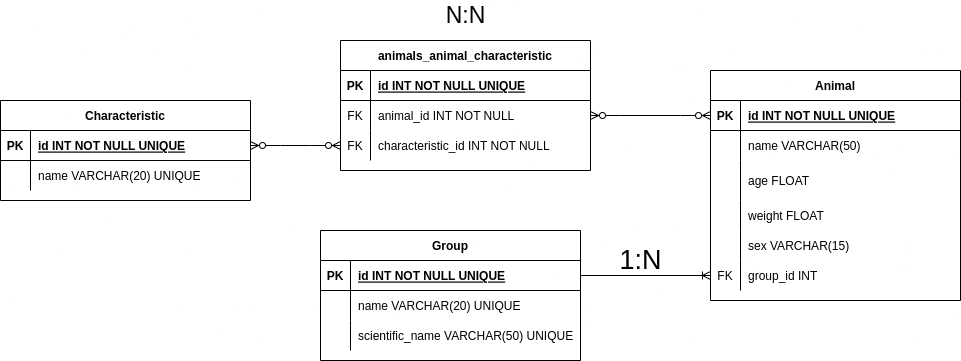 N:N
animals_animal_characteristic
PK id INT NOT NULL UNIQUE
FK animal_id INT NOT NULL
FK characteristic_id INT NOT NULL
Characteristic
PK id INT NOT NULL UNIQUE
name VARCHAR(20) UNIQUE
Animal
PK id INT NOT NULL UNIQUE
name VARCHAR(50)
age FLOAT
weight FLOAT
sex VARCHAR(15)
FK group_id INT
Group
PK id INT NOT NULL UNIQUE
name VARCHAR(20) UNIQUE
scientific_name VARCHAR(50) UNIQUE
1:N